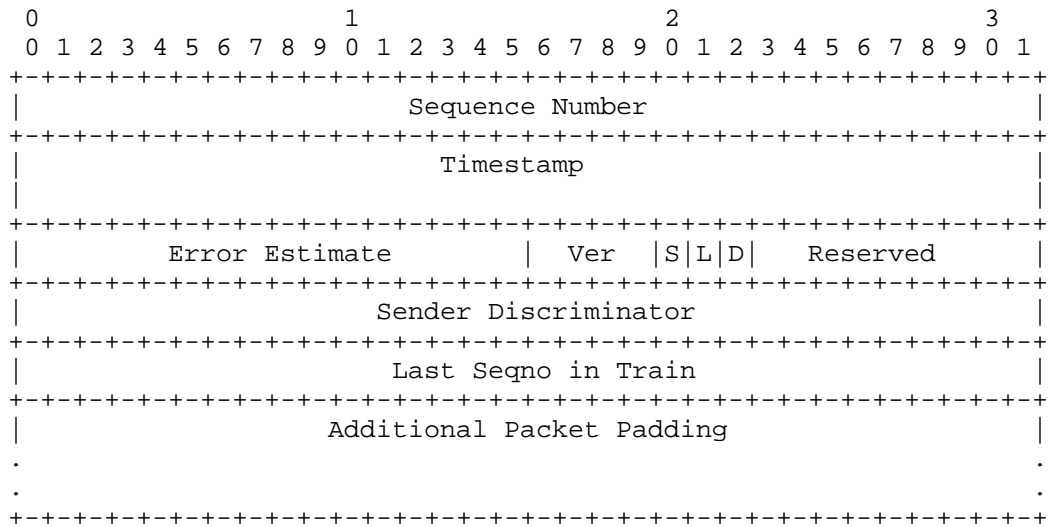 0                   1                   2                   3
 0 1 2 3 4 5 6 7 8 9 0 1 2 3 4 5 6 7 8 9 0 1 2 3 4 5 6 7 8 9 0 1
+-+-+-+-+-+-+-+-+-+-+-+-+-+-+-+-+-+-+-+-+-+-+-+-+-+-+-+-+-+-+-+-+
|                        Sequence Number                        |
+-+-+-+-+-+-+-+-+-+-+-+-+-+-+-+-+-+-+-+-+-+-+-+-+-+-+-+-+-+-+-+-+
|                          Timestamp                            |
|                                                               |
+-+-+-+-+-+-+-+-+-+-+-+-+-+-+-+-+-+-+-+-+-+-+-+-+-+-+-+-+-+-+-+-+
|         Error Estimate        |  Ver  |S|L|D|   Reserved      |
+-+-+-+-+-+-+-+-+-+-+-+-+-+-+-+-+-+-+-+-+-+-+-+-+-+-+-+-+-+-+-+-+
|                      Sender Discriminator                     |
+-+-+-+-+-+-+-+-+-+-+-+-+-+-+-+-+-+-+-+-+-+-+-+-+-+-+-+-+-+-+-+-+
|                       Last Seqno in Train                     |
+-+-+-+-+-+-+-+-+-+-+-+-+-+-+-+-+-+-+-+-+-+-+-+-+-+-+-+-+-+-+-+-+
|                   Additional Packet Padding                   |
.                                                               .
.                                                               .
+-+-+-+-+-+-+-+-+-+-+-+-+-+-+-+-+-+-+-+-+-+-+-+-+-+-+-+-+-+-+-+-+